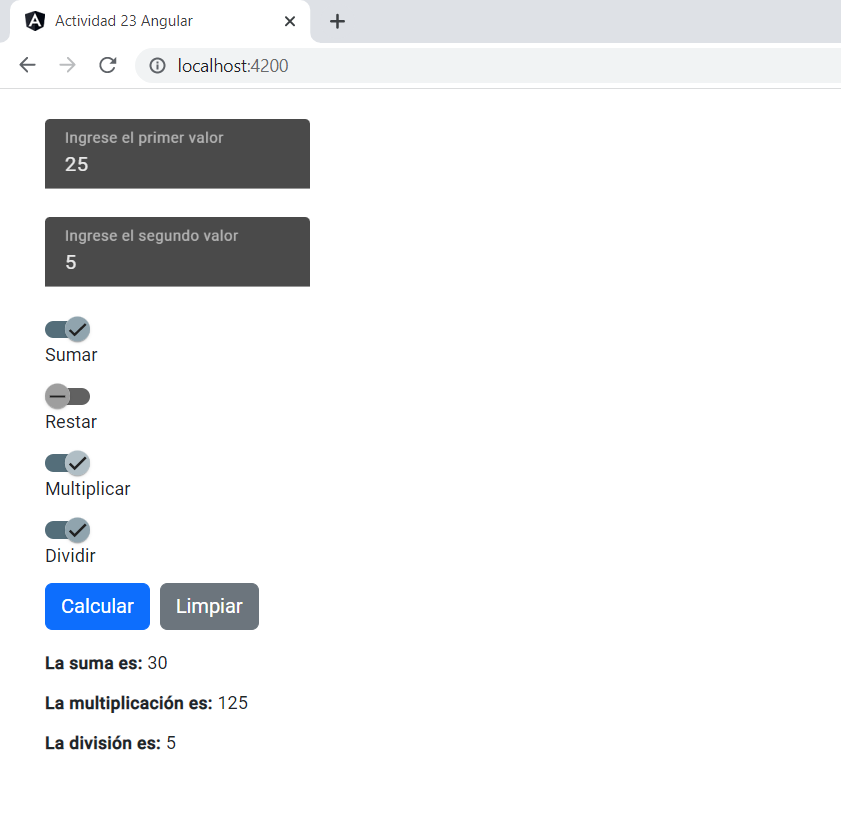 Actividad 23 Angular
localhost:4200
Ingrese el primer valor
25
Ingrese el segundo valor
5
Sumar
Restar
Multiplicar
Dividir
Calcular Limpiar
La suma es: 30
La multiplicación es: 125
La división es: 5